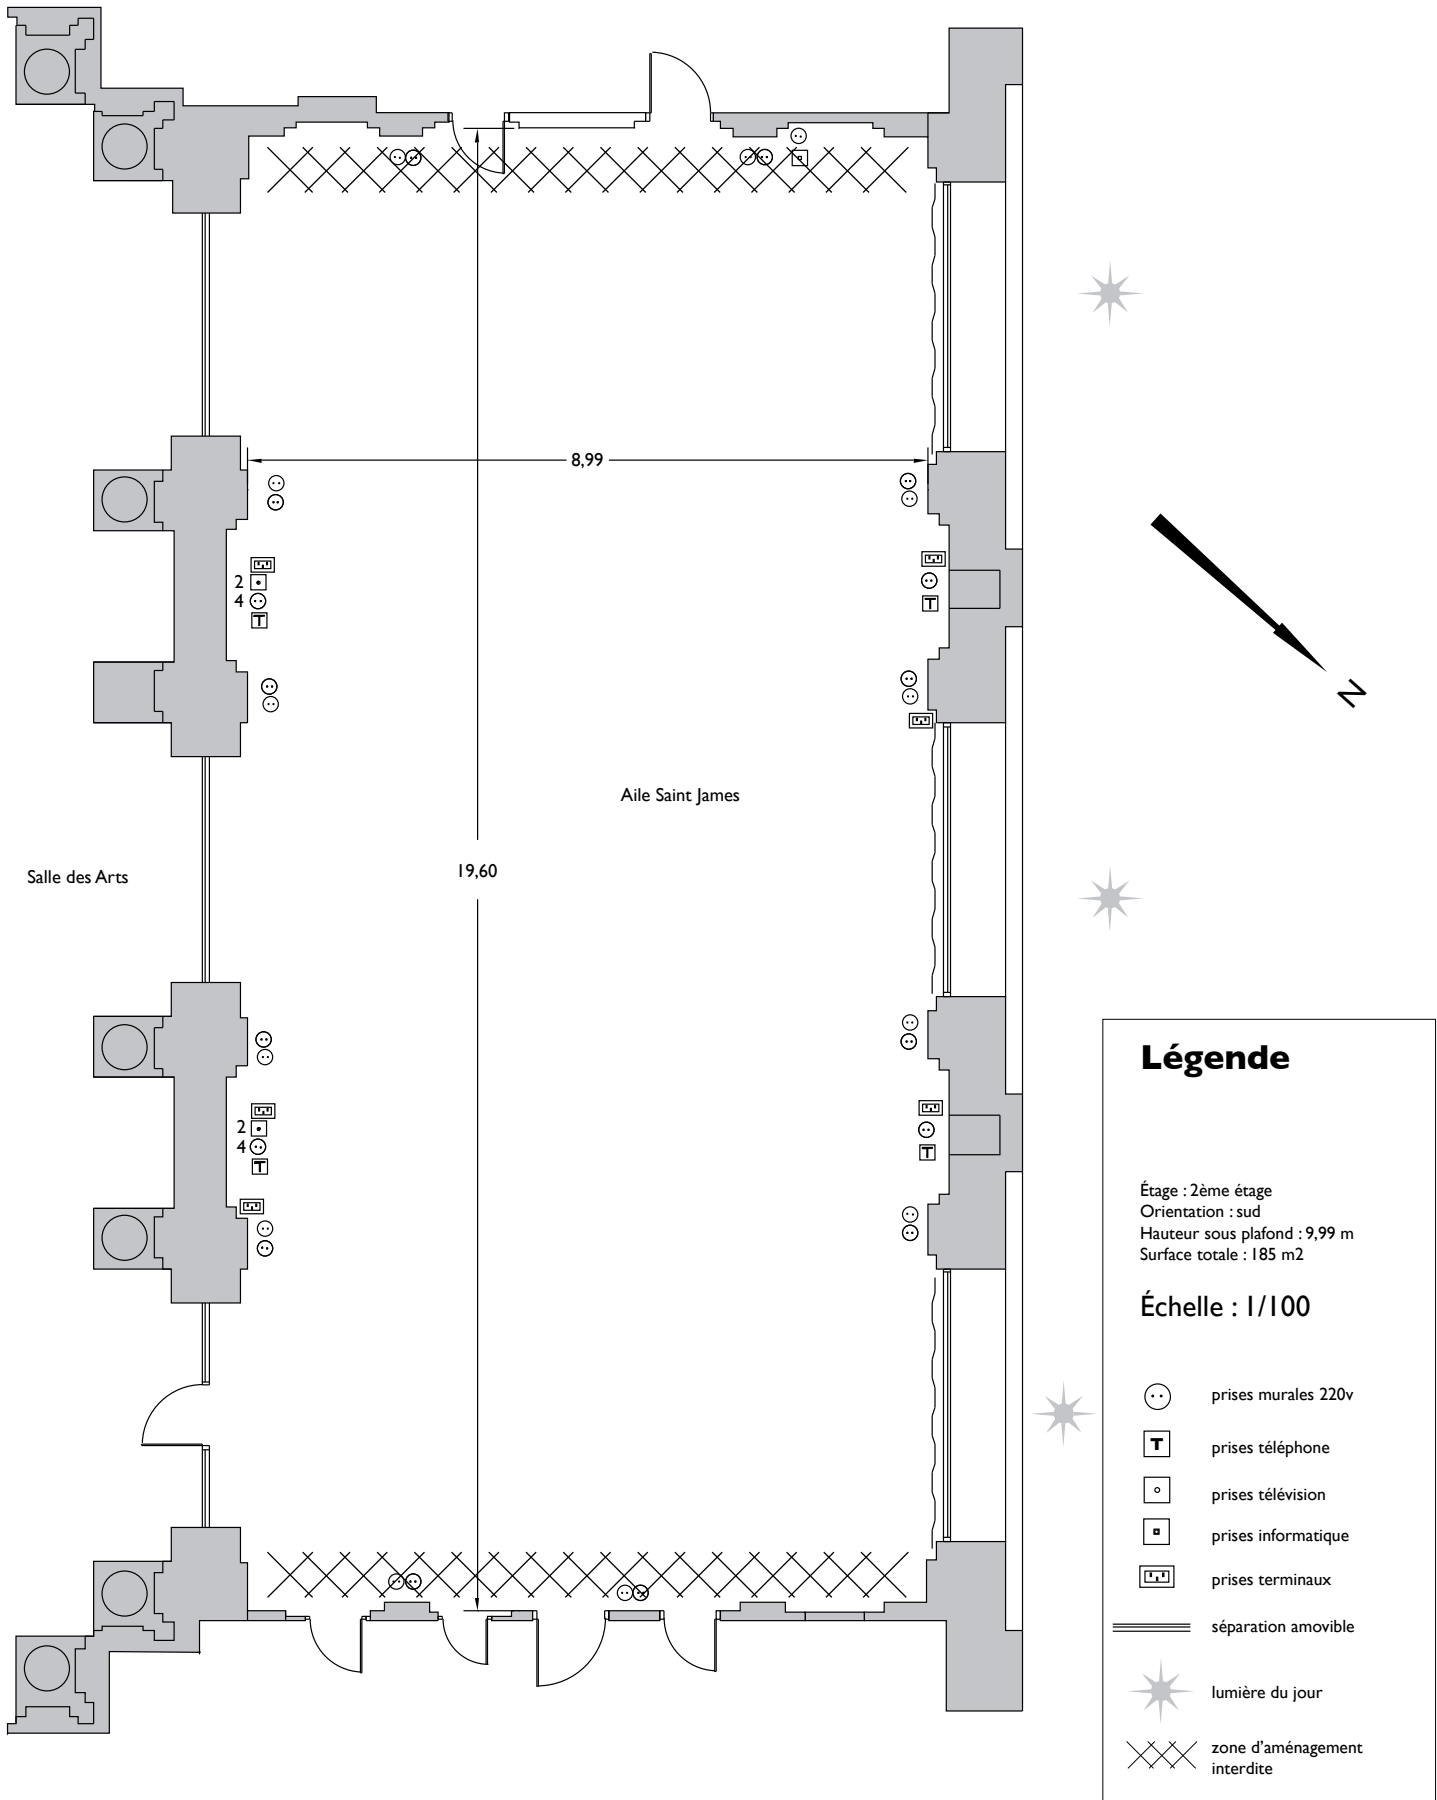 8,99
2
4
T
T
Aile Saint James
19,60
Salle des Arts
N
2
4
T
T
Légende
Étage : 2ème étage
Orientation : sud
Hauteur sous plafond : 9,99 m
Surface totale : 185 m2
Échelle : 1/100
prises murales 220v
T prises téléphone
prises télévision
prises informatique
prises terminaux
séparation amovible
lumière du jour
zone d'aménagement
interdite